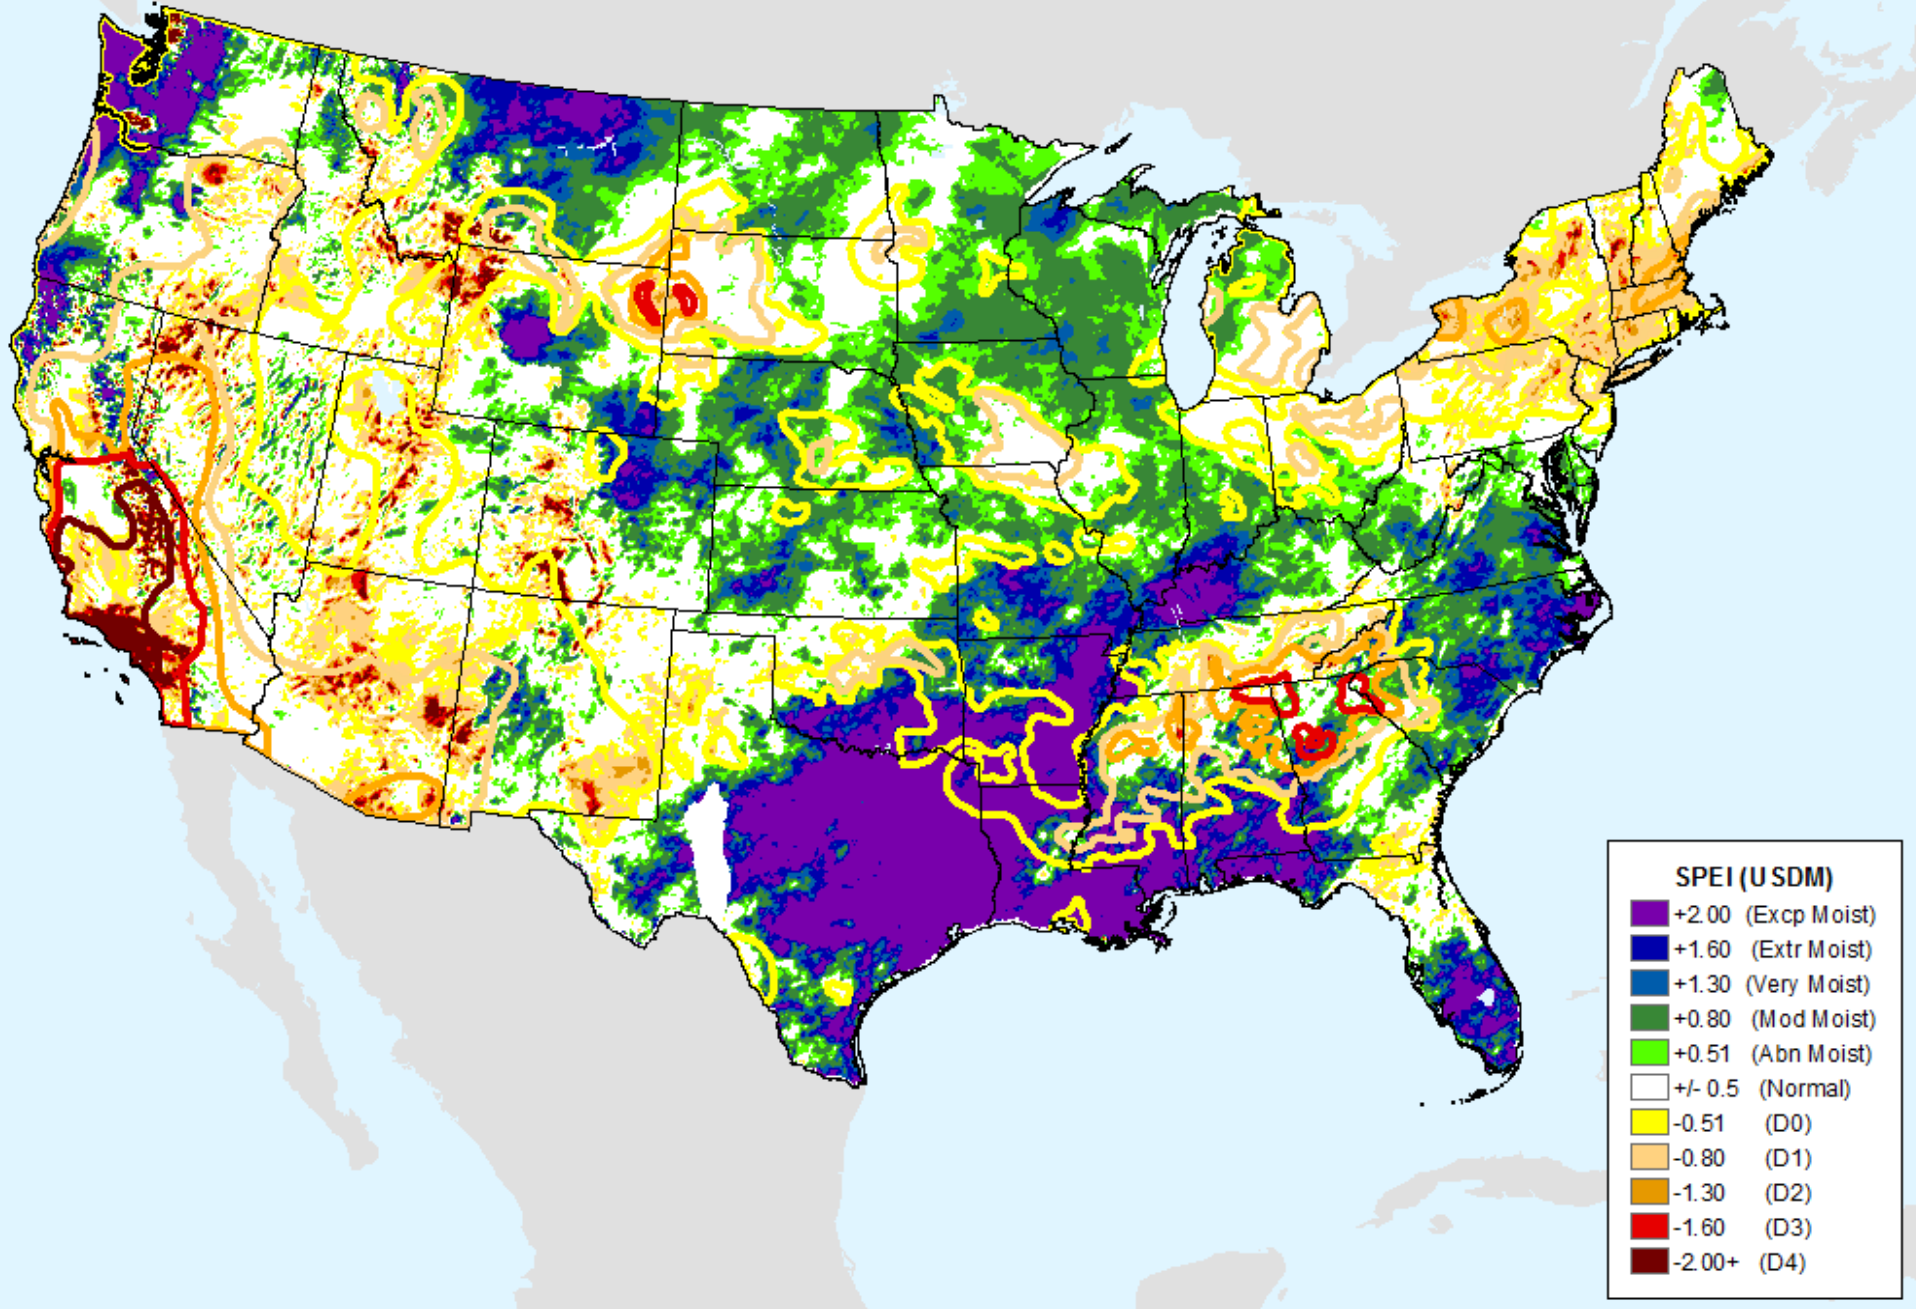 SPEI (USDM)
+2.00 (Excp Moist)
+1.60 (Extr Moist)
+1.30 (Very Moist)
+0.80 (Mod Moist)
+0.51 (Abn Moist)
+/- 0.5 (Normal)
-0.51 (D0)
-0.80 (D1)
-1.30 (D2)
-1.60 (D3)
-2.00+ (D4)